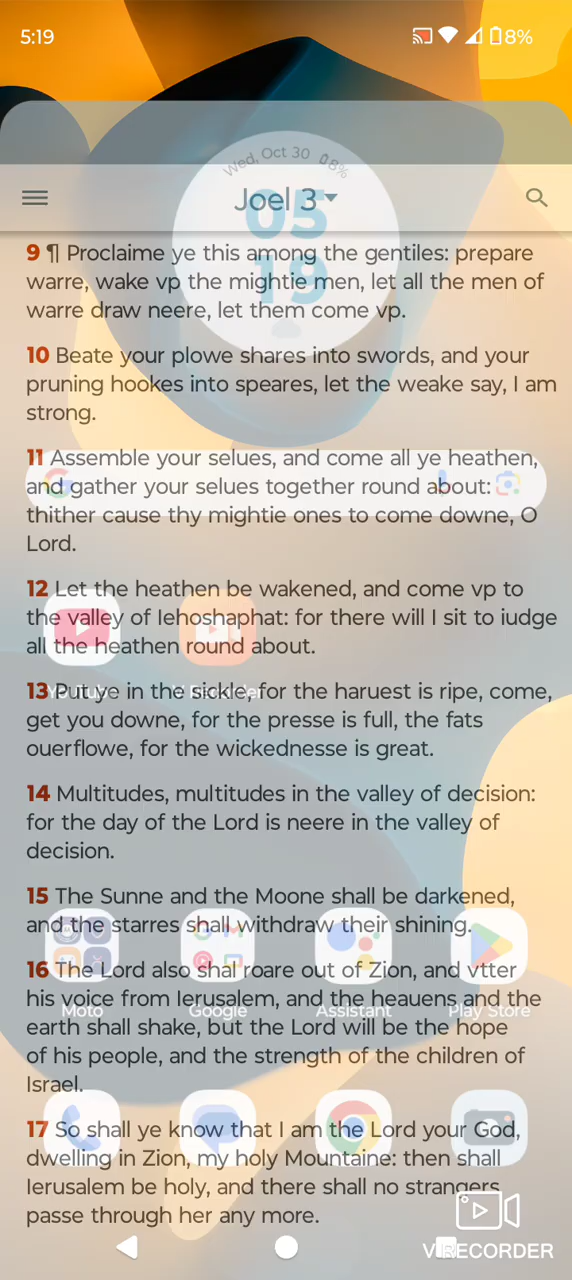 5:19
8%
Wed, Oct 30 8%
Joel 3
05
19
9 ¶ Proclaime ye this among the gentiles: prepare
warre, wake vp the mightie men, let all the men of
warre draw neere, let them come vp.
10 Beate your plowe shares into swords, and your
pruning hookes into speares, let the weake say, I am
strong.
11 Assemble your selues, and come all ye heathen,
and gather your selues together round about:
thither cause thy mightie ones to come downe, O
Lord.
12 Let the heathen be wakened, and come vp to
the valley of Iehoshaphat: for there will I sit to iudge
all the heathen round about.
13 Put ye in the sickle, for the haruest is ripe, come,
get you downe, for the presse is full, the fats
ouerflowe, for the wickednesse is great.
14 Multitudes, multitudes in the valley of decision:
for the day of the Lord is neere in the valley of
decision.
15 The Sunne and the Moone shall be darkened,
and the starres shall withdraw their shining.
16 The Lord also shal roare out of Zion, and vtter
his voice from Ierusalem, and the heauens and the
Moto Google Assistant Play Store
earth shall shake, but the Lord will be the hope
of his people, and the strength of the children of
Israel.
17 So shall ye know that I am the Lord your God,
dwelling in Zion, my holy Mountaine: then shall
Ierusalem be holy, and there shall no strangers
passe through her any more.
V RECORDER